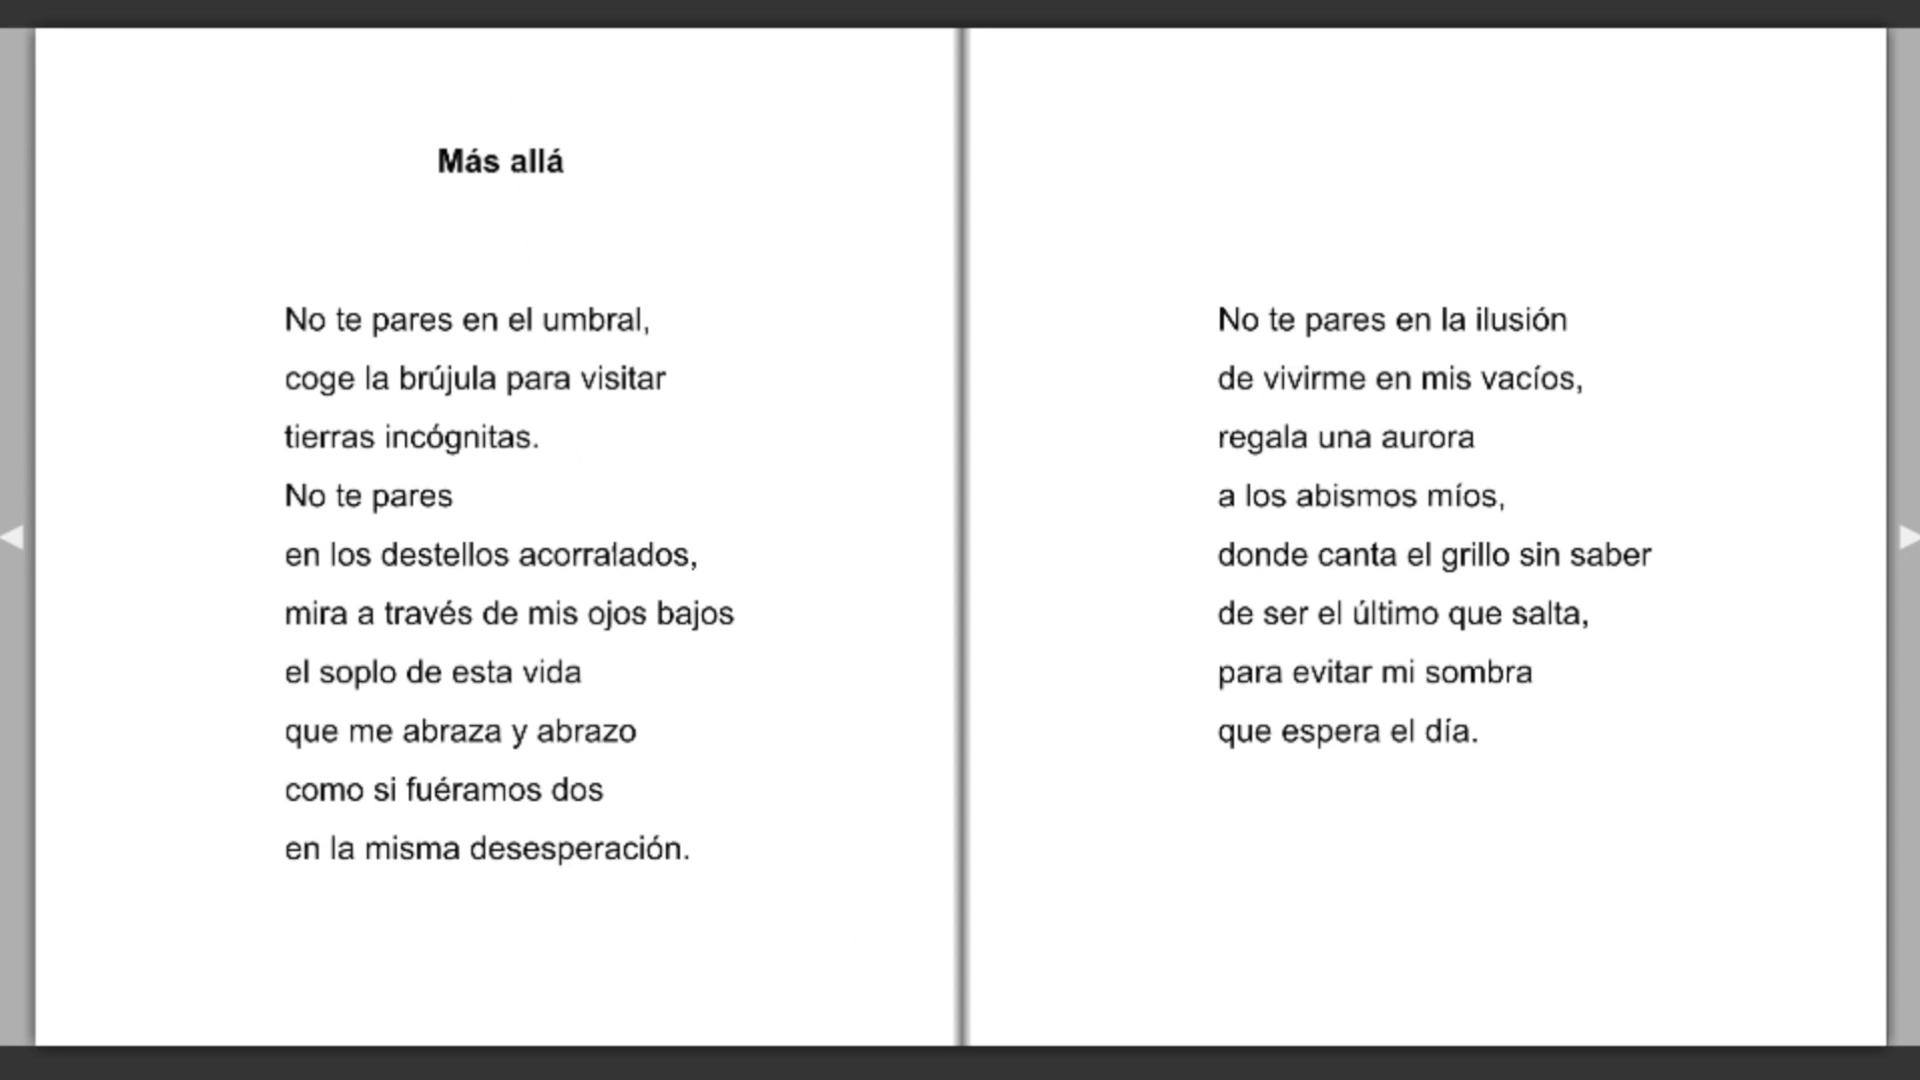 Más allá
No te pares en el umbral,
coge la brújula para visitar
tierras incógnitas.
No te pares
en los destellos acorralados,
mira a través de mis ojos bajos
el soplo de esta vida
que me abraza y abrazo
como si fuéramos dos
en la misma desesperación.
No te pares en la ilusión
de vivirme en mis vacíos,
regala una aurora
a los abismos míos,
donde canta el grillo sin saber
de ser el último que salta,
para evitar mi sombra
que espera el día.